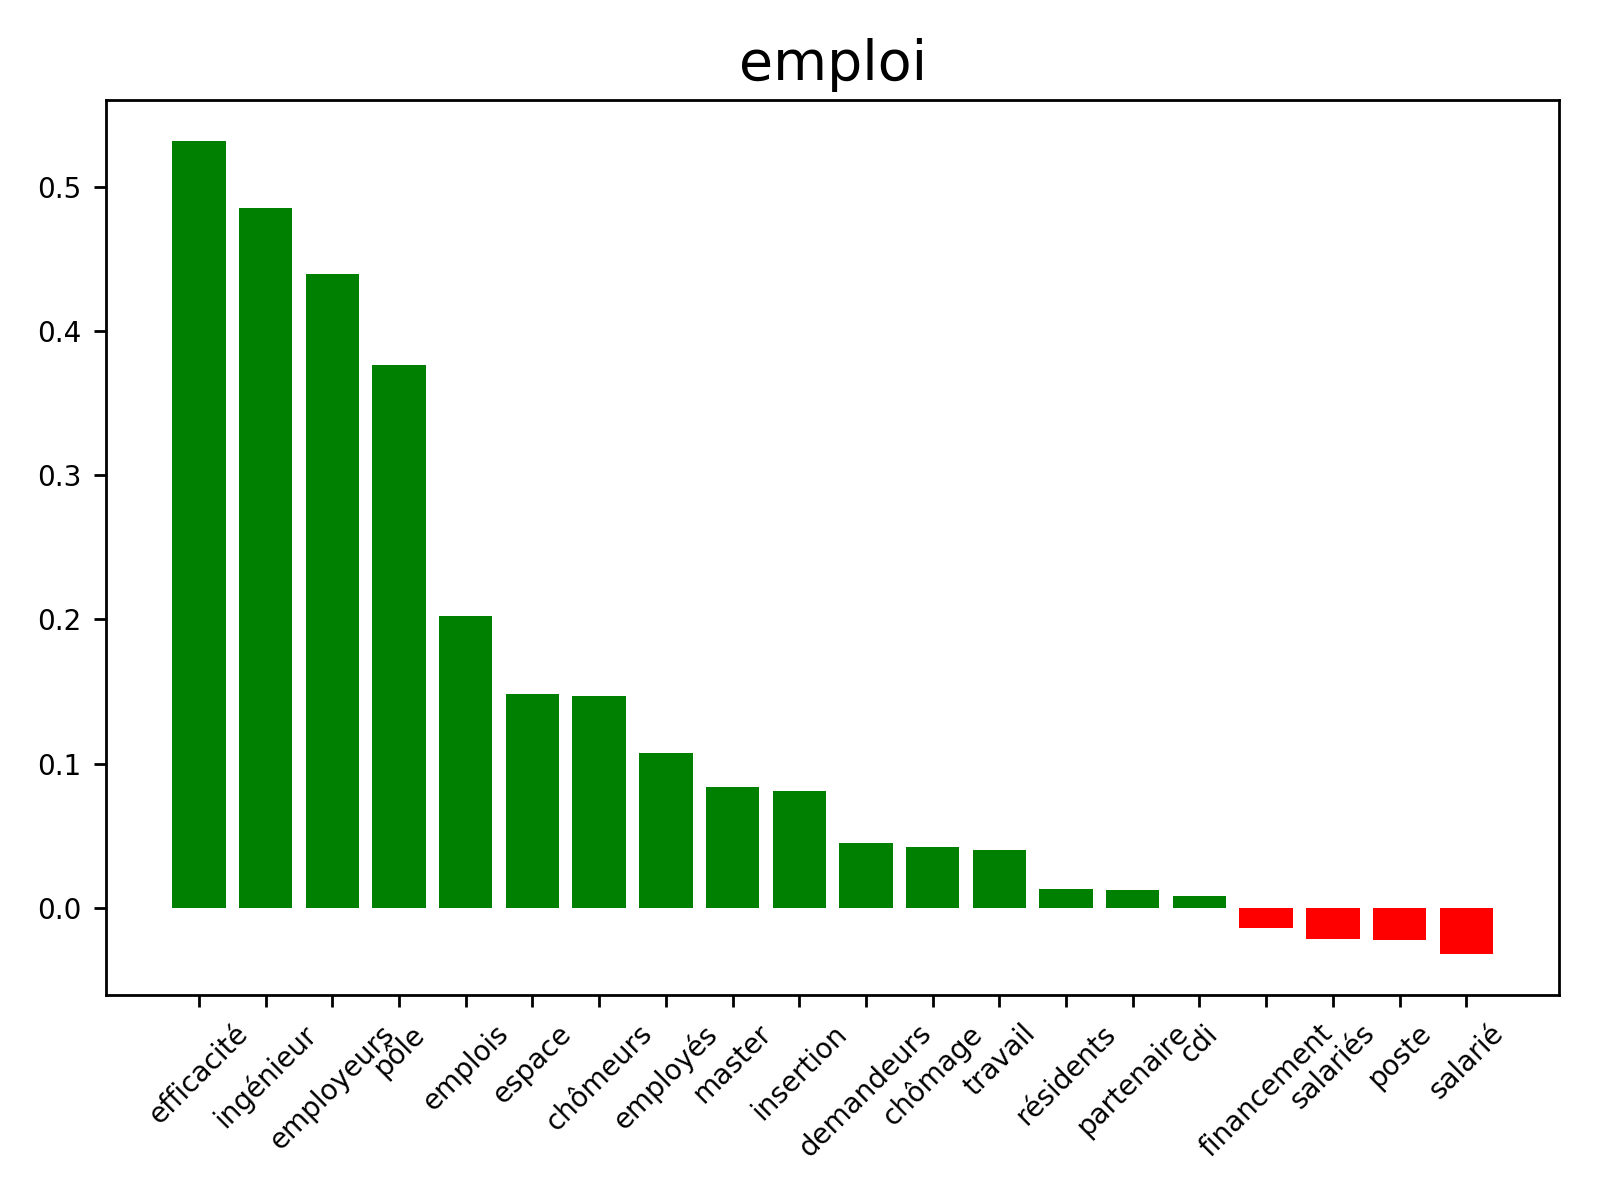 emploi
0.5
0.4
0.3
0.2
0.1
0.0
efficacité
ingénieur
employeurs
pôle
emplois
espace
chômeurs
employés
master
insertion
demandeurs
chômage
travail
résidents
partenaire
cdi
financement
salariés
poste
salarié